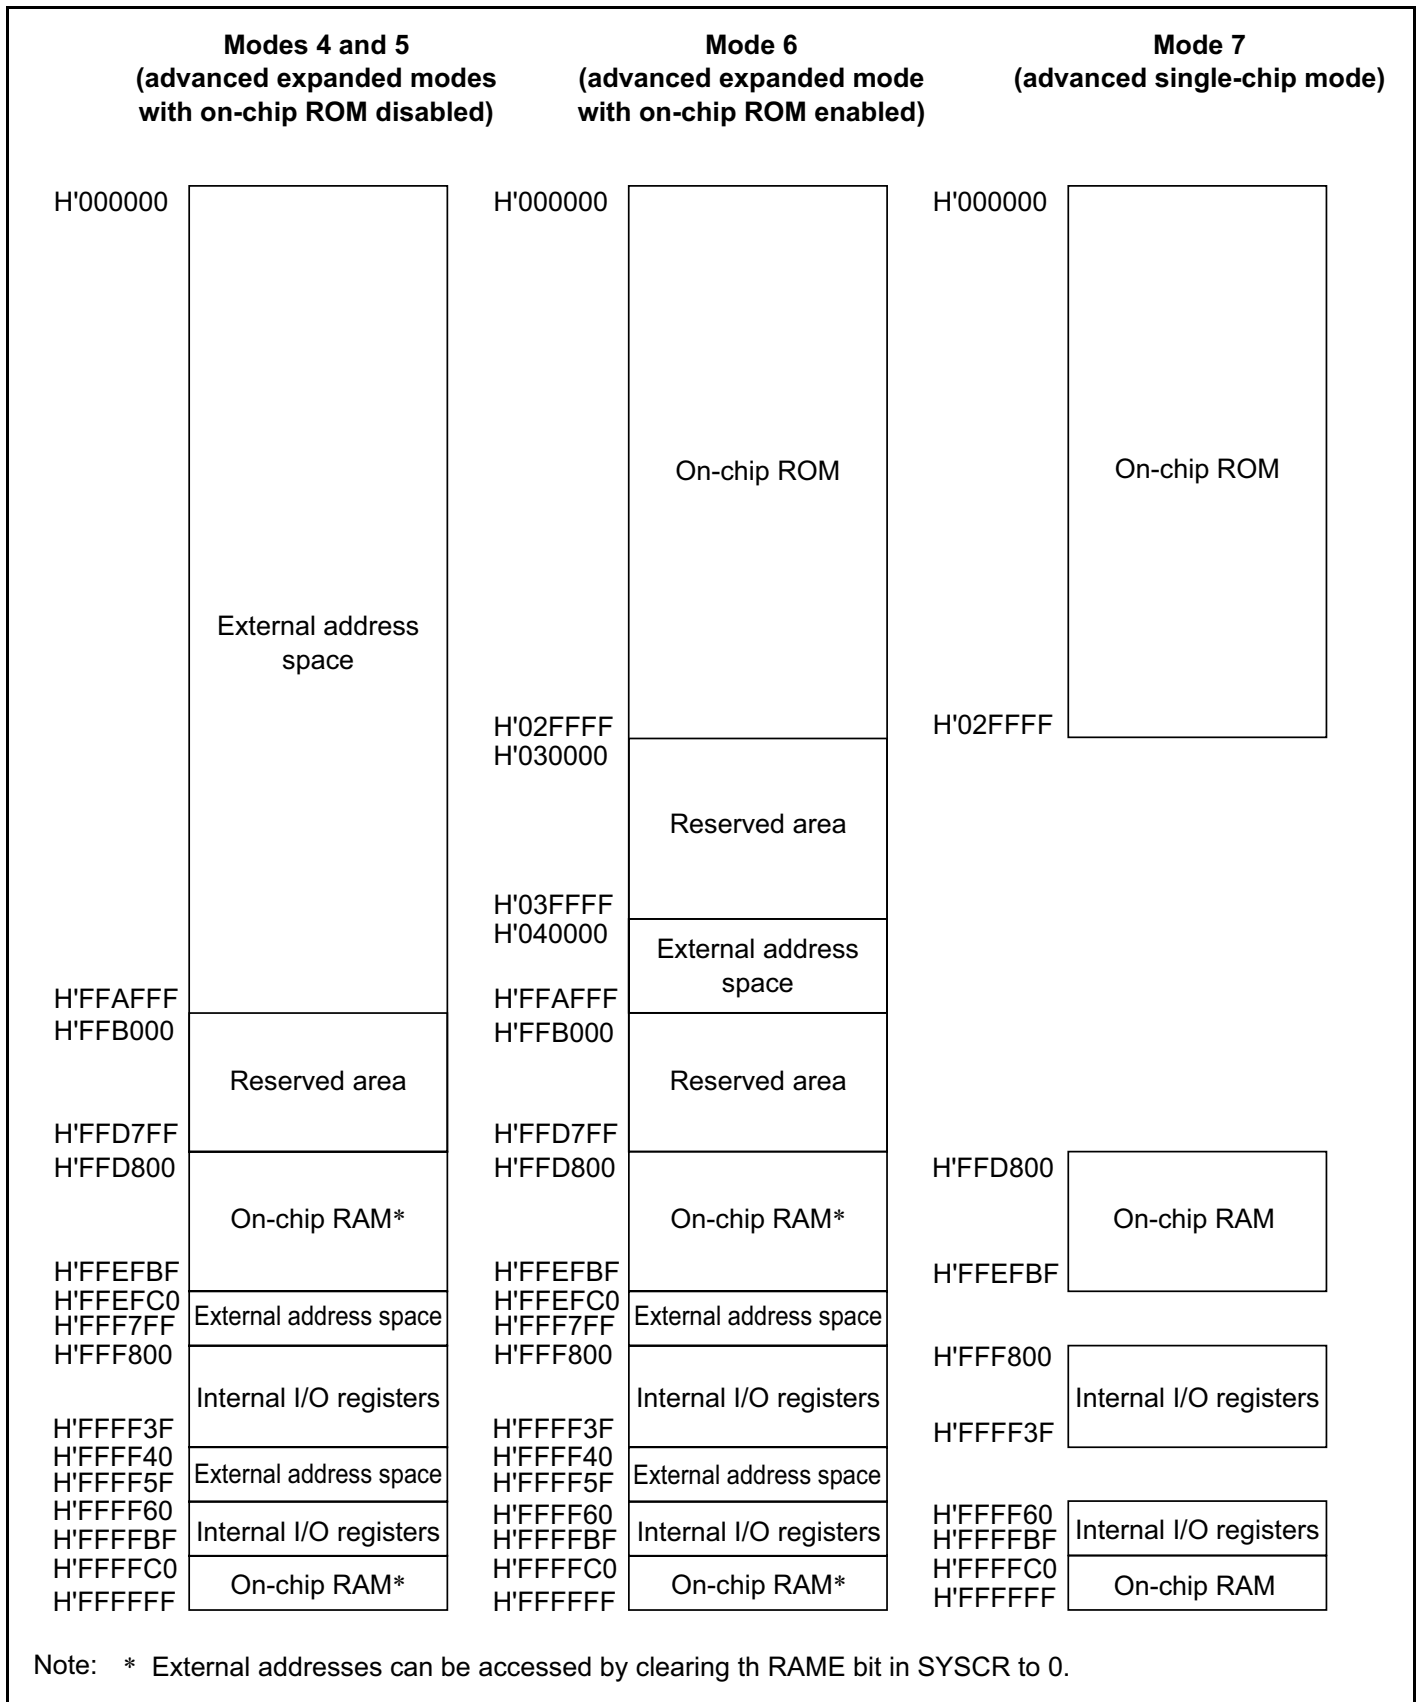 Modes 4 and 5
(advanced expanded modes
with on-chip ROM disabled)
H'000000
External address
space
H'FFAFFF
H'FFB000
Reserved area
H'FFD7FF
H'FFD800
On-chip RAM*
H'FFEFBF
H'FFEFC0
External address space
H'FFF7FF
H'FFF800
Internal I/O registers
H'FFFF3F
H'FFFF40
External address space
H'FFFF5F
H'FFFF60
Internal I/O registers
H'FFFFBF
H'FFFFC0
On-chip RAM*
H'FFFFFF
Mode 6
(advanced expanded mode
with on-chip ROM enabled)
H'000000
On-chip ROM
H'02FFFF
H'030000
Reserved area
H'03FFFF
H'040000
External address
space
H'FFAFFF
H'FFB000
Reserved area
H'FFD7FF
H'FFD800
On-chip RAM*
H'FFEFBF
H'FFEFC0
External address space
H'FFF7FF
H'FFF800
Internal I/O registers
H'FFFF3F
H'FFFF40
External address space
H'FFFF5F
H'FFFF60
Internal I/O registers
H'FFFFBF
H'FFFFC0
On-chip RAM*
H'FFFFFF
Mode 7
(advanced single-chip mode)
H'000000
On-chip ROM
H'02FFFF
H'FFD800
On-chip RAM
H'FFEFBF
H'FFF800
Internal I/O registers
H'FFFF3F
H'FFFF60
Internal I/O registers
H'FFFFBF
H'FFFFC0
On-chip RAM
H'FFFFFF
Note: * External addresses can be accessed by clearing th RAME bit in SYSCR to 0.